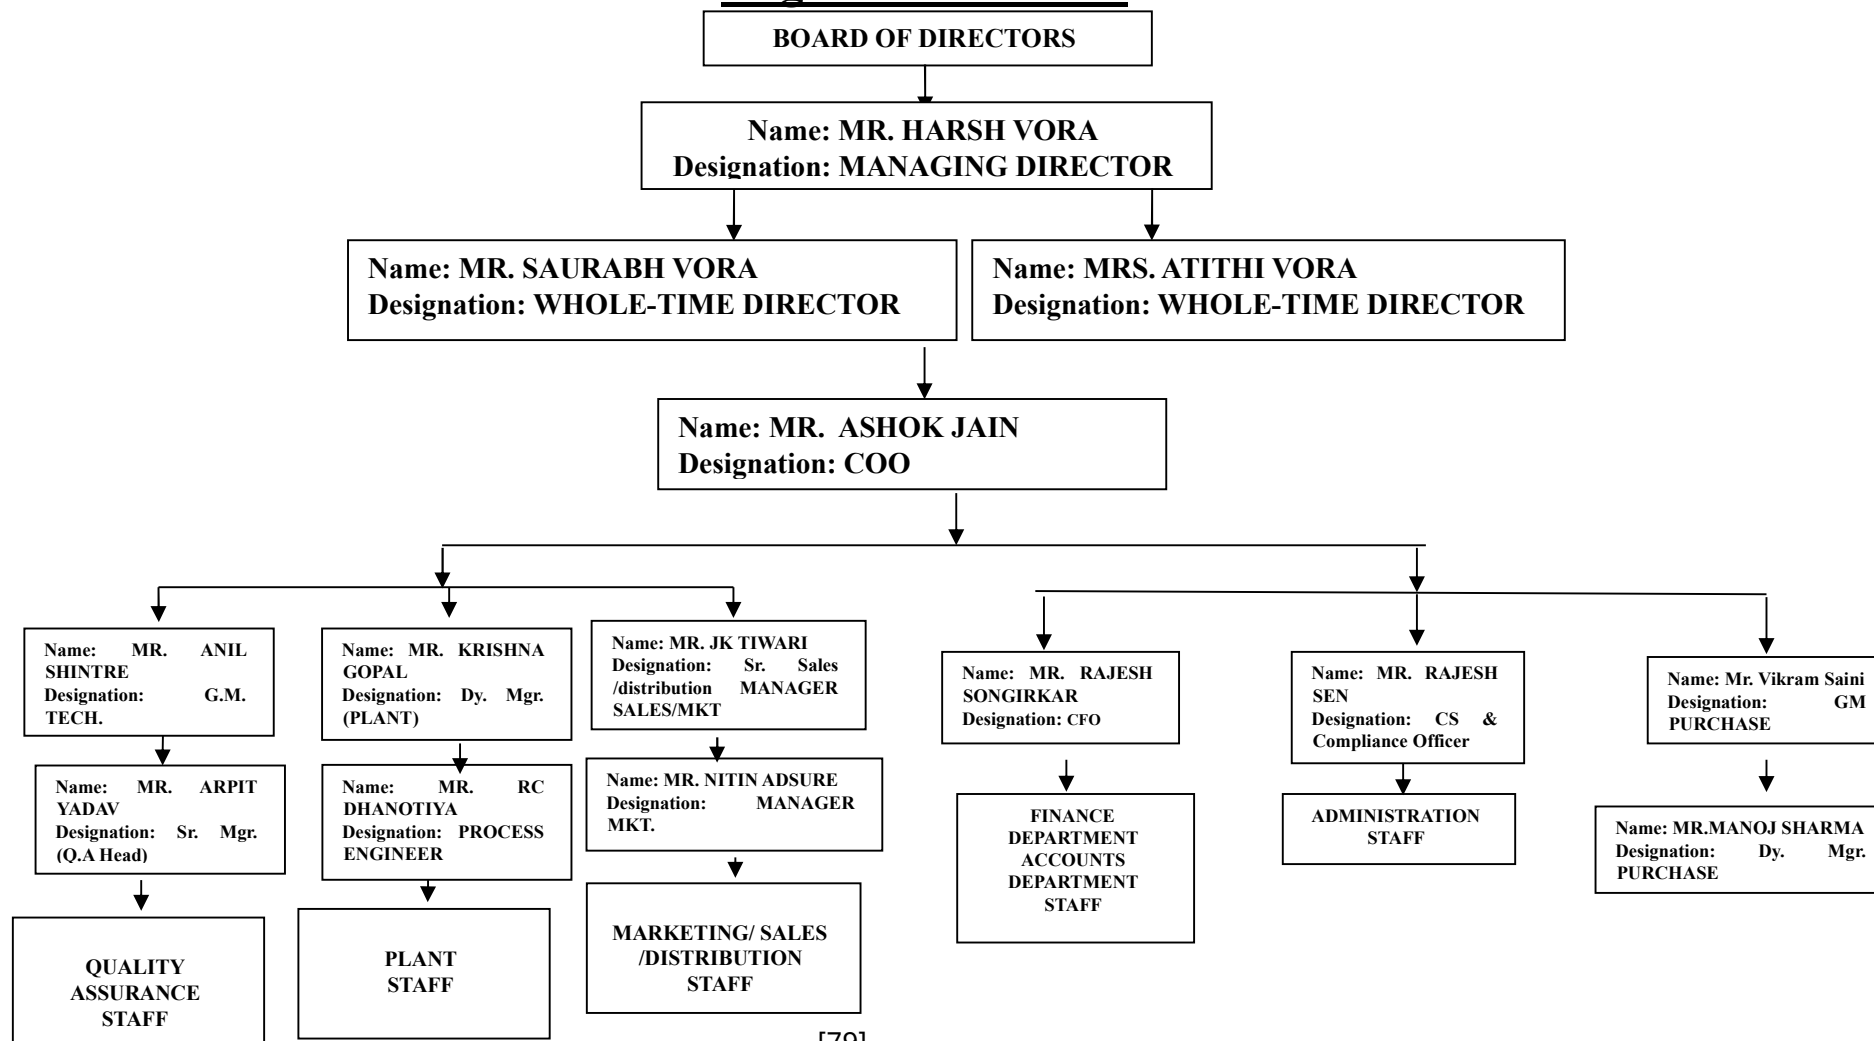 BOARD OF DIRECTORS
Name: MR. HARSH VORA
Designation: MANAGING DIRECTOR
Name: MR. SAURABH VORA
Designation: WHOLE-TIME DIRECTOR
Name: MRS. ATITHI VORA
Designation: WHOLE-TIME DIRECTOR
Name: MR. ASHOK JAIN
Designation: COO
Name: MR. ANIL
SHINTRE
Designation: G.M.
TECH.
Name: MR. KRISHNA
GOPAL
Designation: Dy. Mgr.
(PLANT)
Name: MR. JK TIWARI
Designation: Sr. Sales
/distribution MANAGER
SALES/MKT
Name: MR. RAJESH
SONGIRKAR
Designation: CFO
Name: MR. RAJESH
SEN
Designation: CS &
Compliance Officer
Name: Mr. Vikram Saini
Designation: GM
PURCHASE
Name: MR. ARPIT
YADAV
Designation: Sr. Mgr.
(Q.A Head)
Name: MR. RC
DHANOTIYA
Designation: PROCESS
ENGINEER
Name: MR. NITIN ADSURE
Designation: MANAGER
MKT.
FINANCE
DEPARTMENT
ACCOUNTS
DEPARTMENT
STAFF
ADMINISTRATION
STAFF
Name: MR.MANOJ SHARMA
Designation: Dy. Mgr.
PURCHASE
QUALITY
ASSURANCE
STAFF
PLANT
STAFF
MARKETING/ SALES
/DISTRIBUTION
STAFF
[79]